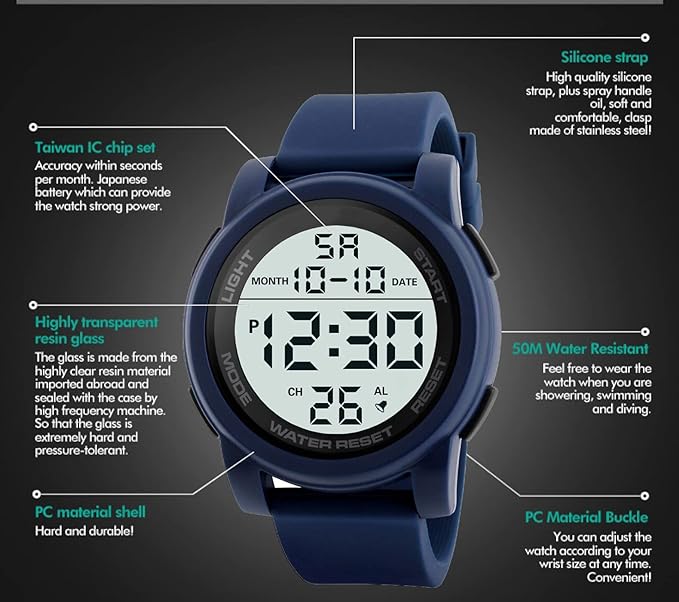 Silicone strap
High quality silicone
strap, plus spray handle
oil, soft and
comfortable, clasp
made of stainless steel!
Taiwan IC chip set
Accuracy within seconds
per month. Japanese
battery which can provide
the watch strong power.
SA
MONTH 10-10 DATE
P 12:30
CH 26 AL
LIGHT
START
MODE
RESET
WATER RESET
Highly transparent
resin glass
The glass is made from the
highly clear resin material
imported abroad and
sealed with the case by
high frequency machine.
So that the glass is
extremely hard and
pressure-tolerant.
50M Water Resistant
Feel free to wear the
watch when you are
showering, swimming
and diving.
PC material shell
Hard and durable!
PC Material Buckle
You can adjust the
watch according to your
wrist size at any time.
Convenient!